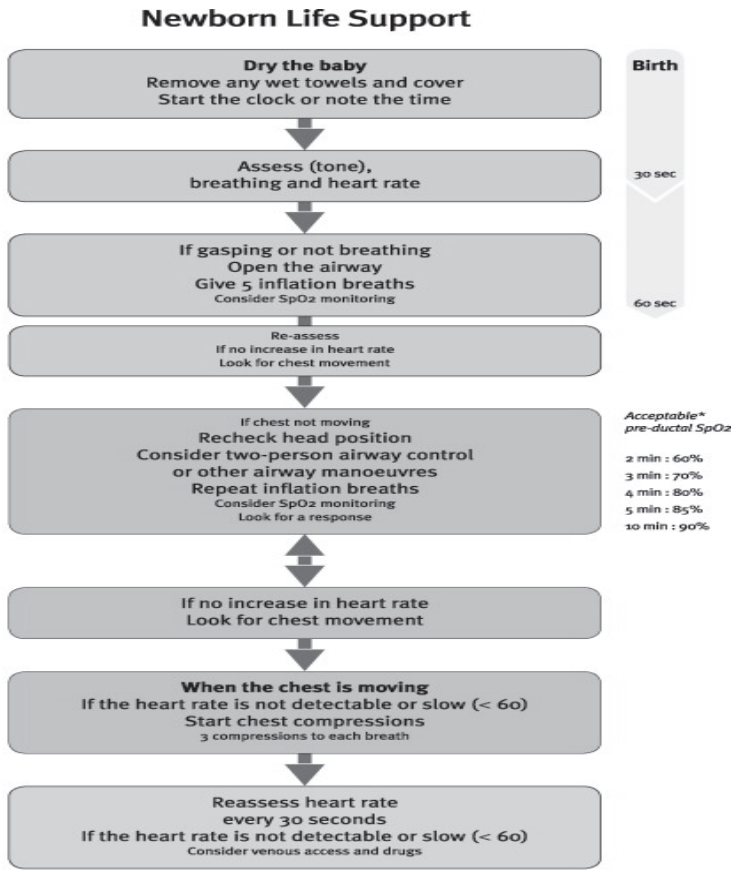 Newborn Life Support
Dry the baby
Remove any wet towels and cover
Start the clock or note the time
Birth
Assess (tone),
breathing and heart rate
30 sec
If gasping or not breathing
Open the airway
Give 5 inflation breaths
Consider SpO2 monitoring
60 sec
Re-assess
If no increase in heart rate
Look for chest movement
If chest not moving
Recheck head position
Consider two-person airway control
or other airway manoeuvres
Repeat inflation breaths
Consider SpO2 monitoring
Look for a response
Acceptable*
pre-ductal SpO2
2 min : 60%
3 min : 70%
4 min : 80%
5 min : 85%
10 min : 90%
If no increase in heart rate
Look for chest movement
When the chest is moving
If the heart rate is not detectable or slow (< 60)
Start chest compressions
3 compressions to each breath
Reassess heart rate
every 30 seconds
If the heart rate is not detectable or slow (< 60)
Consider venous access and drugs